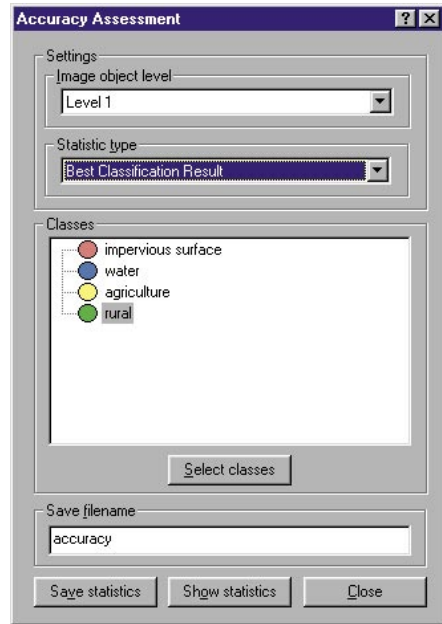 Accuracy Assessment
Settings
Image object level
Level 1
Statistic type
Best Classification Result
Classes
impervious surface
water
agriculture
rural
Select classes
Save filename
accuracy
Save statistics Show statistics Close